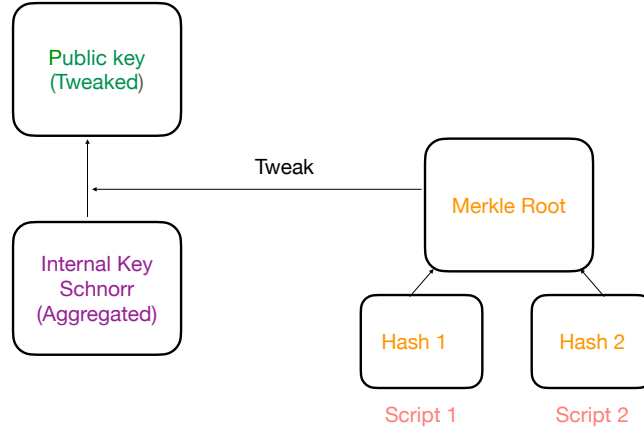 Public key
(Tweaked)
Tweak
Merkle Root
Internal Key
Schnorr
(Aggregated)
Hash 1
Hash 2
Script 1
Script 2